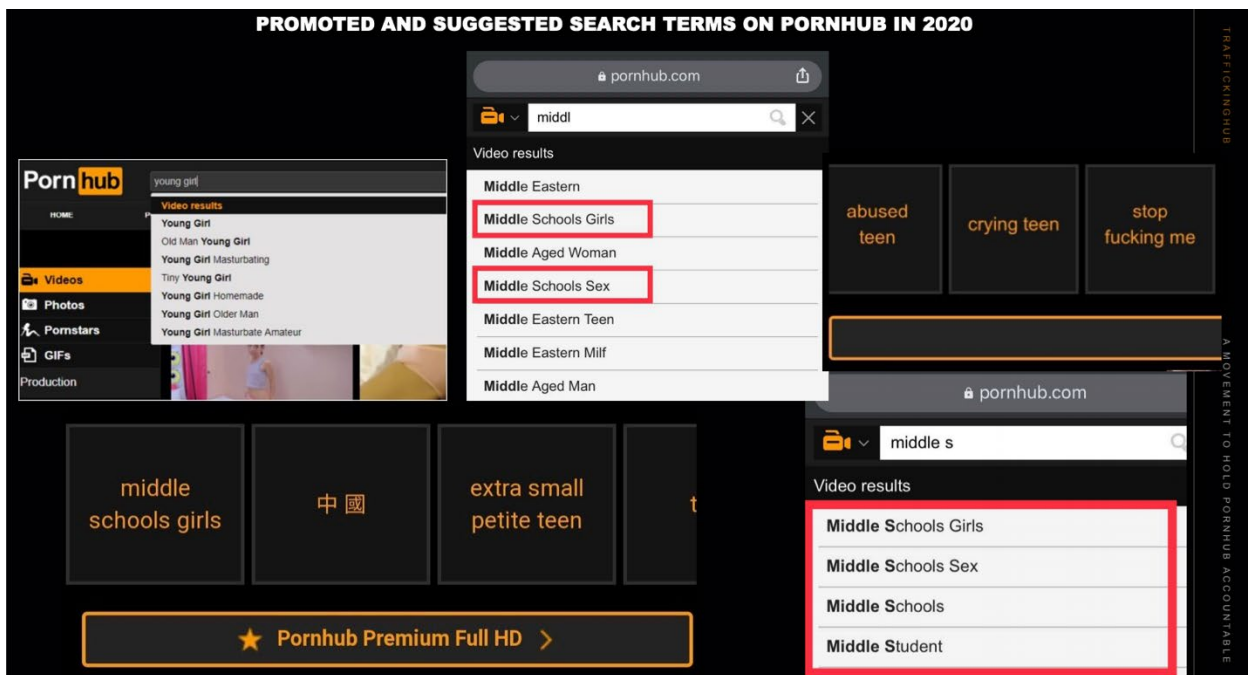 PROMOTED AND SUGGESTED SEARCH TERMS ON PORNHUB IN 2020
pornhub.com
middl
Video results
Middle Eastern
Middle Schools Girls
Middle Aged Woman
Middle Schools Sex
Middle Eastern Teen
Middle Eastern Milf
Middle Aged Man
Pornhub
young girl
HOME
P
Video results
Young Girl
Old Man Young Girl
Young Girl Masturbating
Tiny Young Girl
Young Girl Homemade
Young Girl Older Man
Young Girl Masturbate Amateur
Videos
Photos
Pornstars
GIFs
Production
abused
teen
crying teen
stop
fucking me
middle
schools girls
中國
extra small
petite teen
t
Pornhub Premium Full HD
pornhub.com
middle s
Video results
Middle Schools Girls
Middle Schools Sex
Middle Schools
Middle Student
TRAFFICKINGHUB
A MOVEMENT TO HOLD PORNHUB ACCOUNTABLE